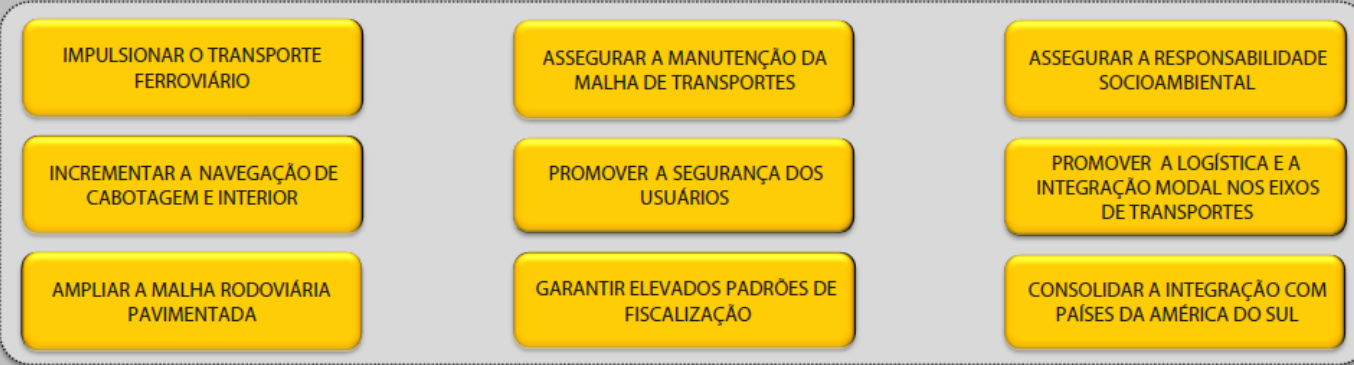 IMPULSIONAR O TRANSPORTE
FERROVIÁRIO
ASSEGURAR A MANUTENÇÃO DA
MALHA DE TRANSPORTES
ASSEGURAR A RESPONSABILIDADE
SOCIOAMBIENTAL
INCREMENTAR A NAVEGAÇÃO DE
CABOTAGEM E INTERIOR
PROMOVER A SEGURANÇA DOS
USUÁRIOS
PROMOVER A LOGÍSTICA E A
INTEGRAÇÃO MODAL NOS EIXOS
DE TRANSPORTES
AMPLIAR A MALHA RODOVIÁRIA
PAVIMENTADA
GARANTIR ELEVADOS PADRÕES DE
FISCALIZAÇÃO
CONSOLIDAR A INTEGRAÇÃO COM
PAÍSES DA AMÉRICA DO SUL